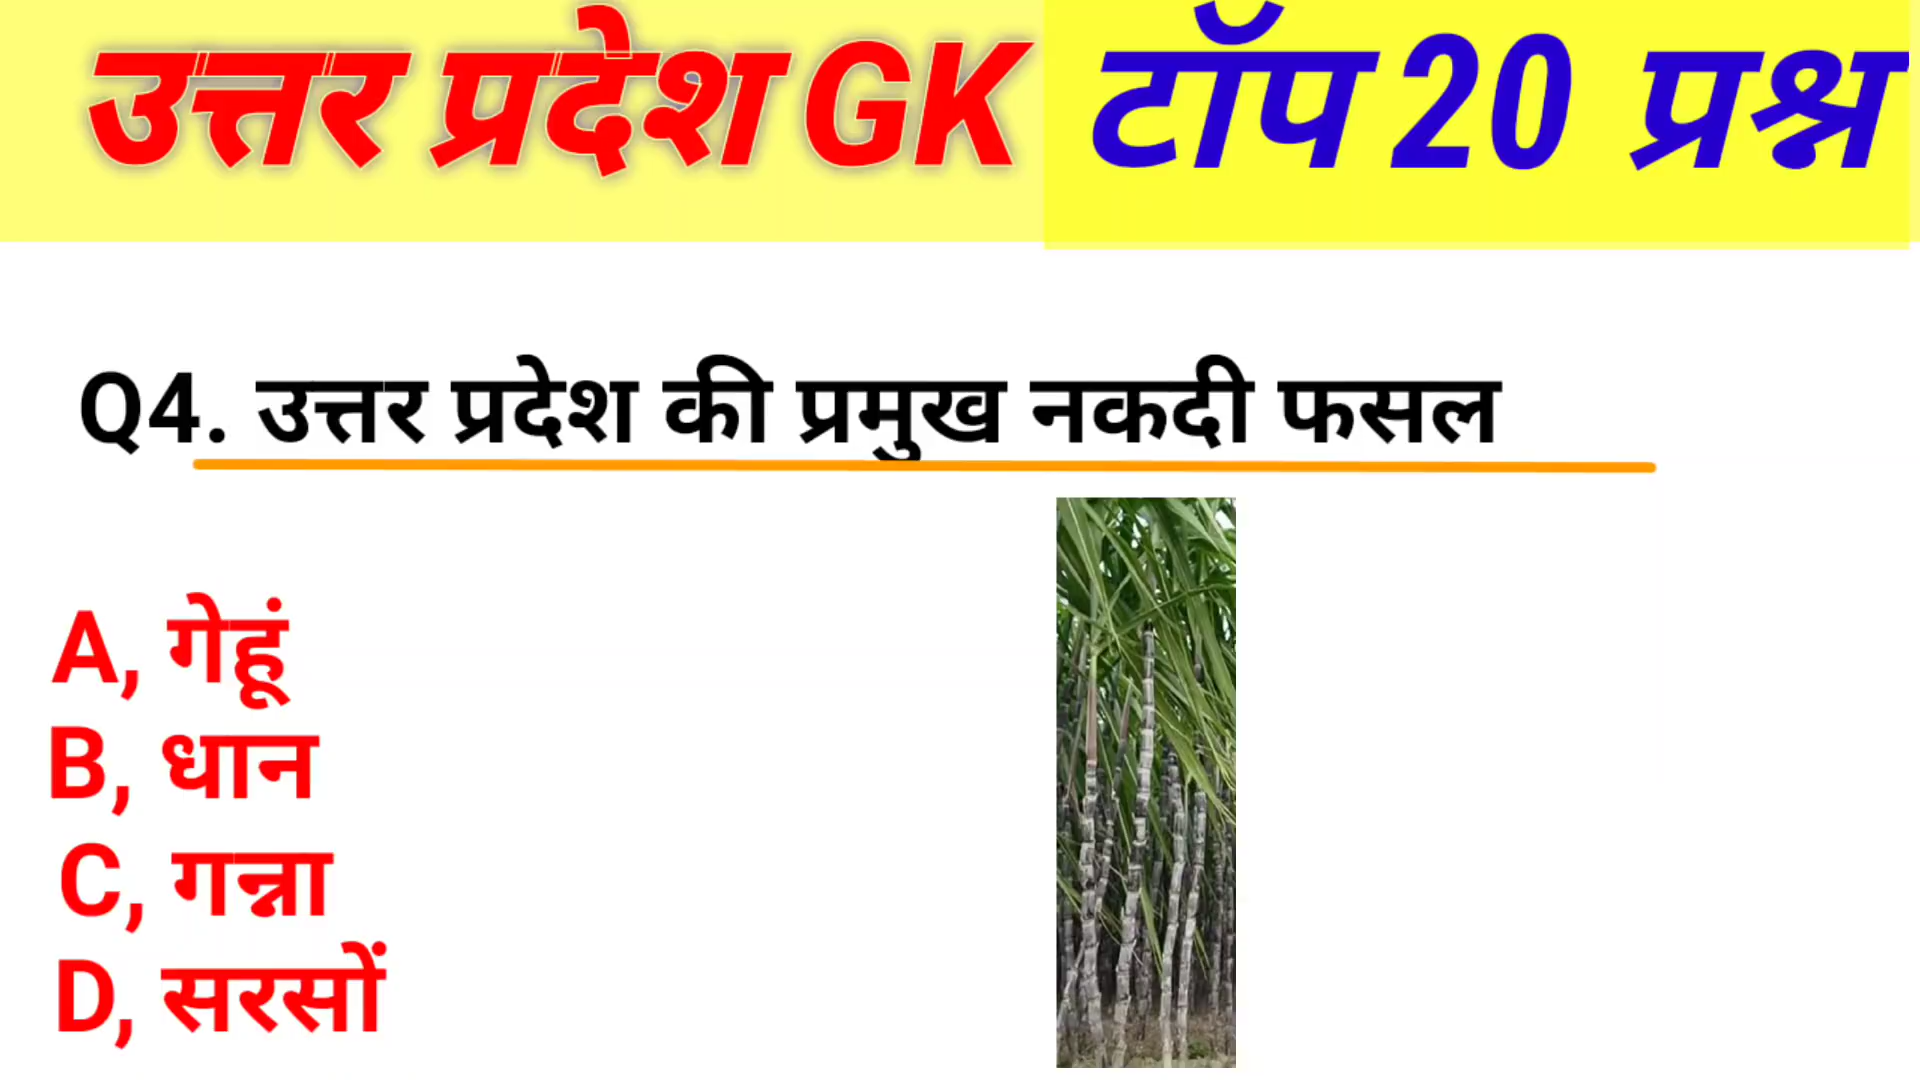 उत्तर प्रदेश GK टॉप 20 प्रश्न
Q4. उत्तर प्रदेश की प्रमुख नकदी फसल
A, गेहूं
B, धान
C, गन्ना
D, सरसों